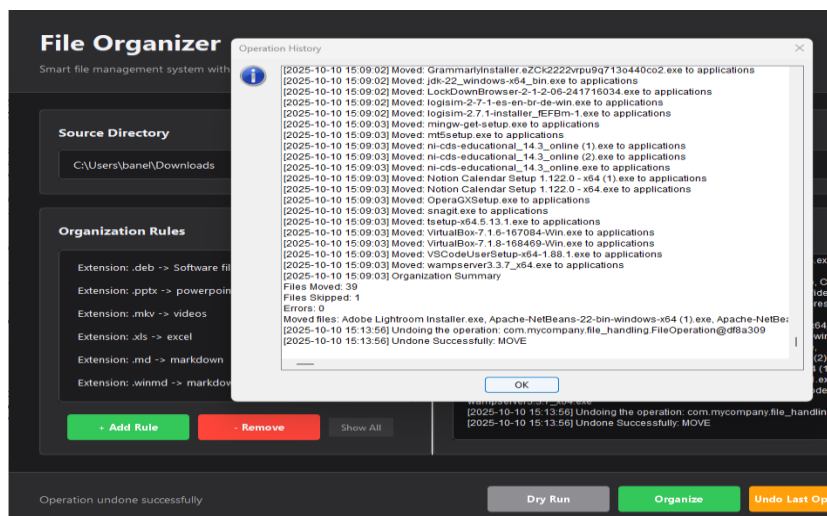 File Organizer
Smart file management system with
Source Directory
C:\Users\banel\Downloads
Organization Rules
Extension: .deb -> Software fil
Extension: .pptx -> powerpoin
Extension: .mkv -> videos
Extension: .xls -> excel
Extension: .md -> markdown
Extension: .winmd -> markdow
+ Add Rule
- Remove
Show All
Operation History
[2025-10-10 15:09:02] Moved: GrammarlyInstaller.eZCk2222vrpu9q713o440co2.exe to applications
[2025-10-10 15:09:02] Moved: jdk-22_windows-x64_bin.exe to applications
[2025-10-10 15:09:02] Moved: LockDownBrowser-2-1-2-06-241716034.exe to applications
[2025-10-10 15:09:02] Moved: logisim-2-7-1-es-en-br-de-win.exe to applications
[2025-10-10 15:09:02] Moved: logisim-2.7.1-installer_fEFBm-1.exe to applications
[2025-10-10 15:09:03] Moved: mingw-get-setup.exe to applications
[2025-10-10 15:09:03] Moved: mt5setup.exe to applications
[2025-10-10 15:09:03] Moved: ni-cds-educational_14.3_online (1).exe to applications
[2025-10-10 15:09:03] Moved: ni-cds-educational_14.3_online (2).exe to applications
[2025-10-10 15:09:03] Moved: ni-cds-educational_14.3_online.exe to applications
[2025-10-10 15:09:03] Moved: Notion Calendar Setup 1.122.0 - x64 (1).exe to applications
[2025-10-10 15:09:03] Moved: Notion Calendar Setup 1.122.0 - x64.exe to applications
[2025-10-10 15:09:03] Moved: OperaGXSetup.exe to applications
[2025-10-10 15:09:03] Moved: snagit.exe to applications
[2025-10-10 15:09:03] Moved: tsetup-x64.5.13.1.exe to applications
[2025-10-10 15:09:03] Moved: VirtualBox-7.1.6-167084-Win.exe to applications
[2025-10-10 15:09:03] Moved: VirtualBox-7.1.8-168469-Win.exe to applications
[2025-10-10 15:09:03] Moved: VSCodeUserSetup-x64-1.88.1.exe to applications
[2025-10-10 15:09:03] Moved: wampserver3.3.7_x64.exe to applications
[2025-10-10 15:09:03] Organization Summary
Files Moved: 39
Files Skipped: 1
Errors: 0
Moved files: Adobe Lightroom Installer.exe, Apache-NetBeans-22-bin-windows-x64 (1).exe, Apache-NetBe
[2025-10-10 15:13:56] Undoing the operation: com.mycompany.file_handling.FileOperation@df8a309
[2025-10-10 15:13:56] Undone Successfully: MOVE
OK
wampserver3.3.7_x64.exe
[2025-10-10 15:13:56] Undoing the operation: com.mycompany.file_handlin
[2025-10-10 15:13:56] Undone Successfully: MOVE
Operation undone successfully
Dry Run
Organize
Undo Last Op